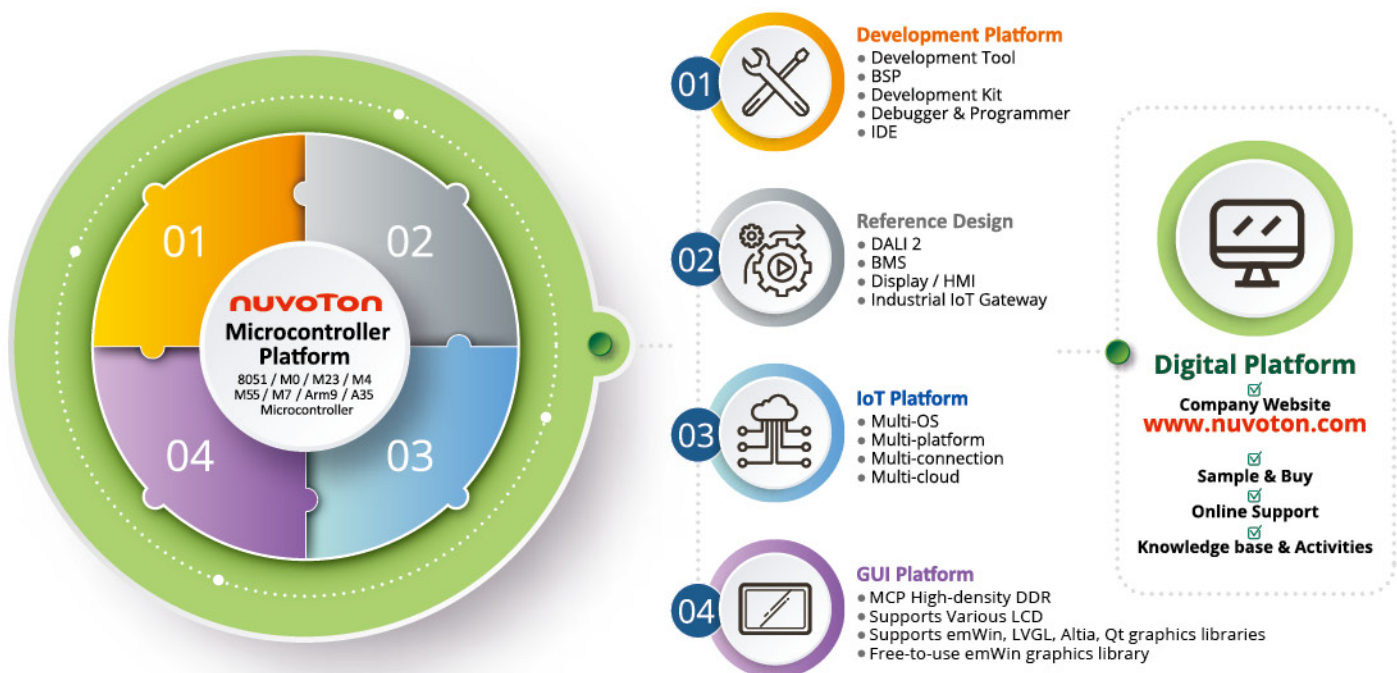 01
02
03
04
nuvoTon
Microcontroller
Platform
8051 / M0 / M23 / M4
M55 / M7 / Arm9 / A35
Microcontroller
01
Development Platform
• Development Tool
• BSP
• Development Kit
• Debugger & Programmer
• IDE
02
Reference Design
• DALI 2
• BMS
• Display / HMI
• Industrial IoT Gateway
03
IoT Platform
• Multi-OS
• Multi-platform
• Multi-connection
• Multi-cloud
04
GUI Platform
• MCP High-density DDR
• Supports Various LCD
• Supports emWin, LVGL, Altia, Qt graphics libraries
• Free-to-use emWin graphics library
Digital Platform
Company Website
www.nuvoton.com
Sample & Buy
Online Support
Knowledge base & Activities